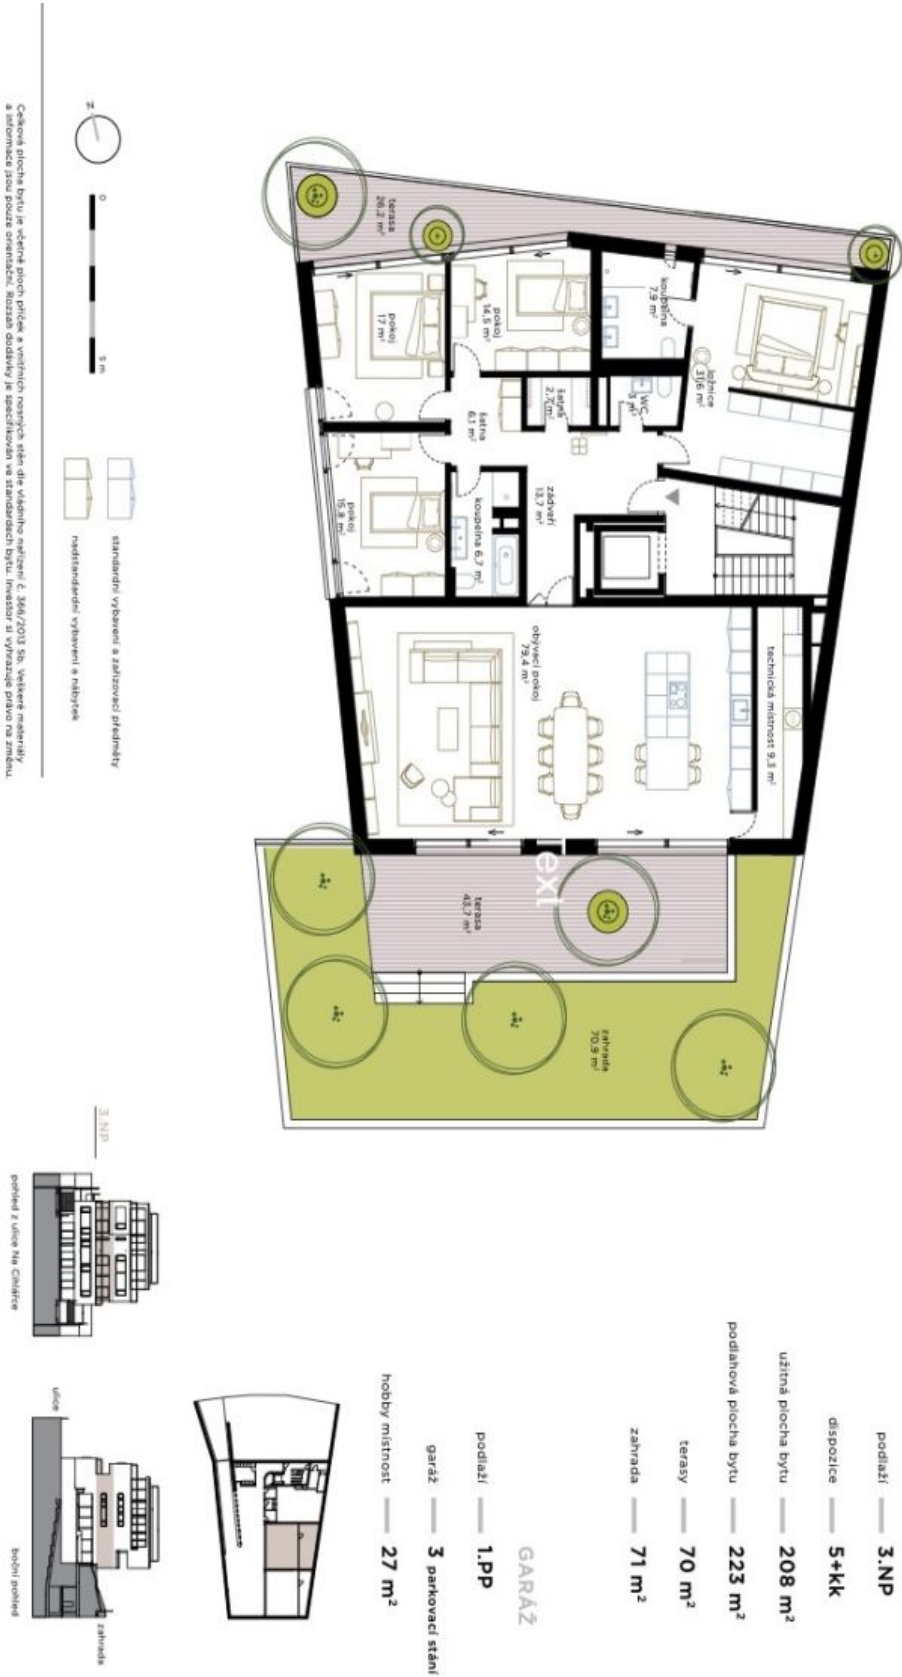 podlaží 3.NP
dispozice 5+kk
užitná plocha bytu 208 m²
podlahová plocha bytu 223 m²
terasy 70 m²
zahrada 71 m²
GARÁŽ
podlaží 1.PP
garáž 3 parkovací stání
hobby místnost 27 m²
terasa
26,2 m²
pokoj
17 m²
pokoj
14,5 m²
koupelna
7,9 m²
ložnice
31,6 m²
šatna
6,1 m²
šatna
2,7 m²
WC
3 m²
pokoj
15,8 m²
koupelna 6,7 m²
zádveří
13,7 m²
obývací pokoj
79,4 m²
technická místnost 9,3 m²
ext
terasa
43,7 m²
zahrada
70,9 m²
N
0
5 m
standardní vybavení a zařizovací předměty
nadstandardní vybavení a nábytek
3.NP
pohled z ulice Na Cihlářce
ulice
zahrada
boční pohled
Celková plocha bytu je včetně ploch příček a vnitřních nosných stěn dle vládního nařízení č. 366/2013 Sb. Veškeré materiály
a informace jsou pouze orientační. Rozsah dodávky je specifikován ve standardech bytu. Investor si vyhrazuje právo na změnu.